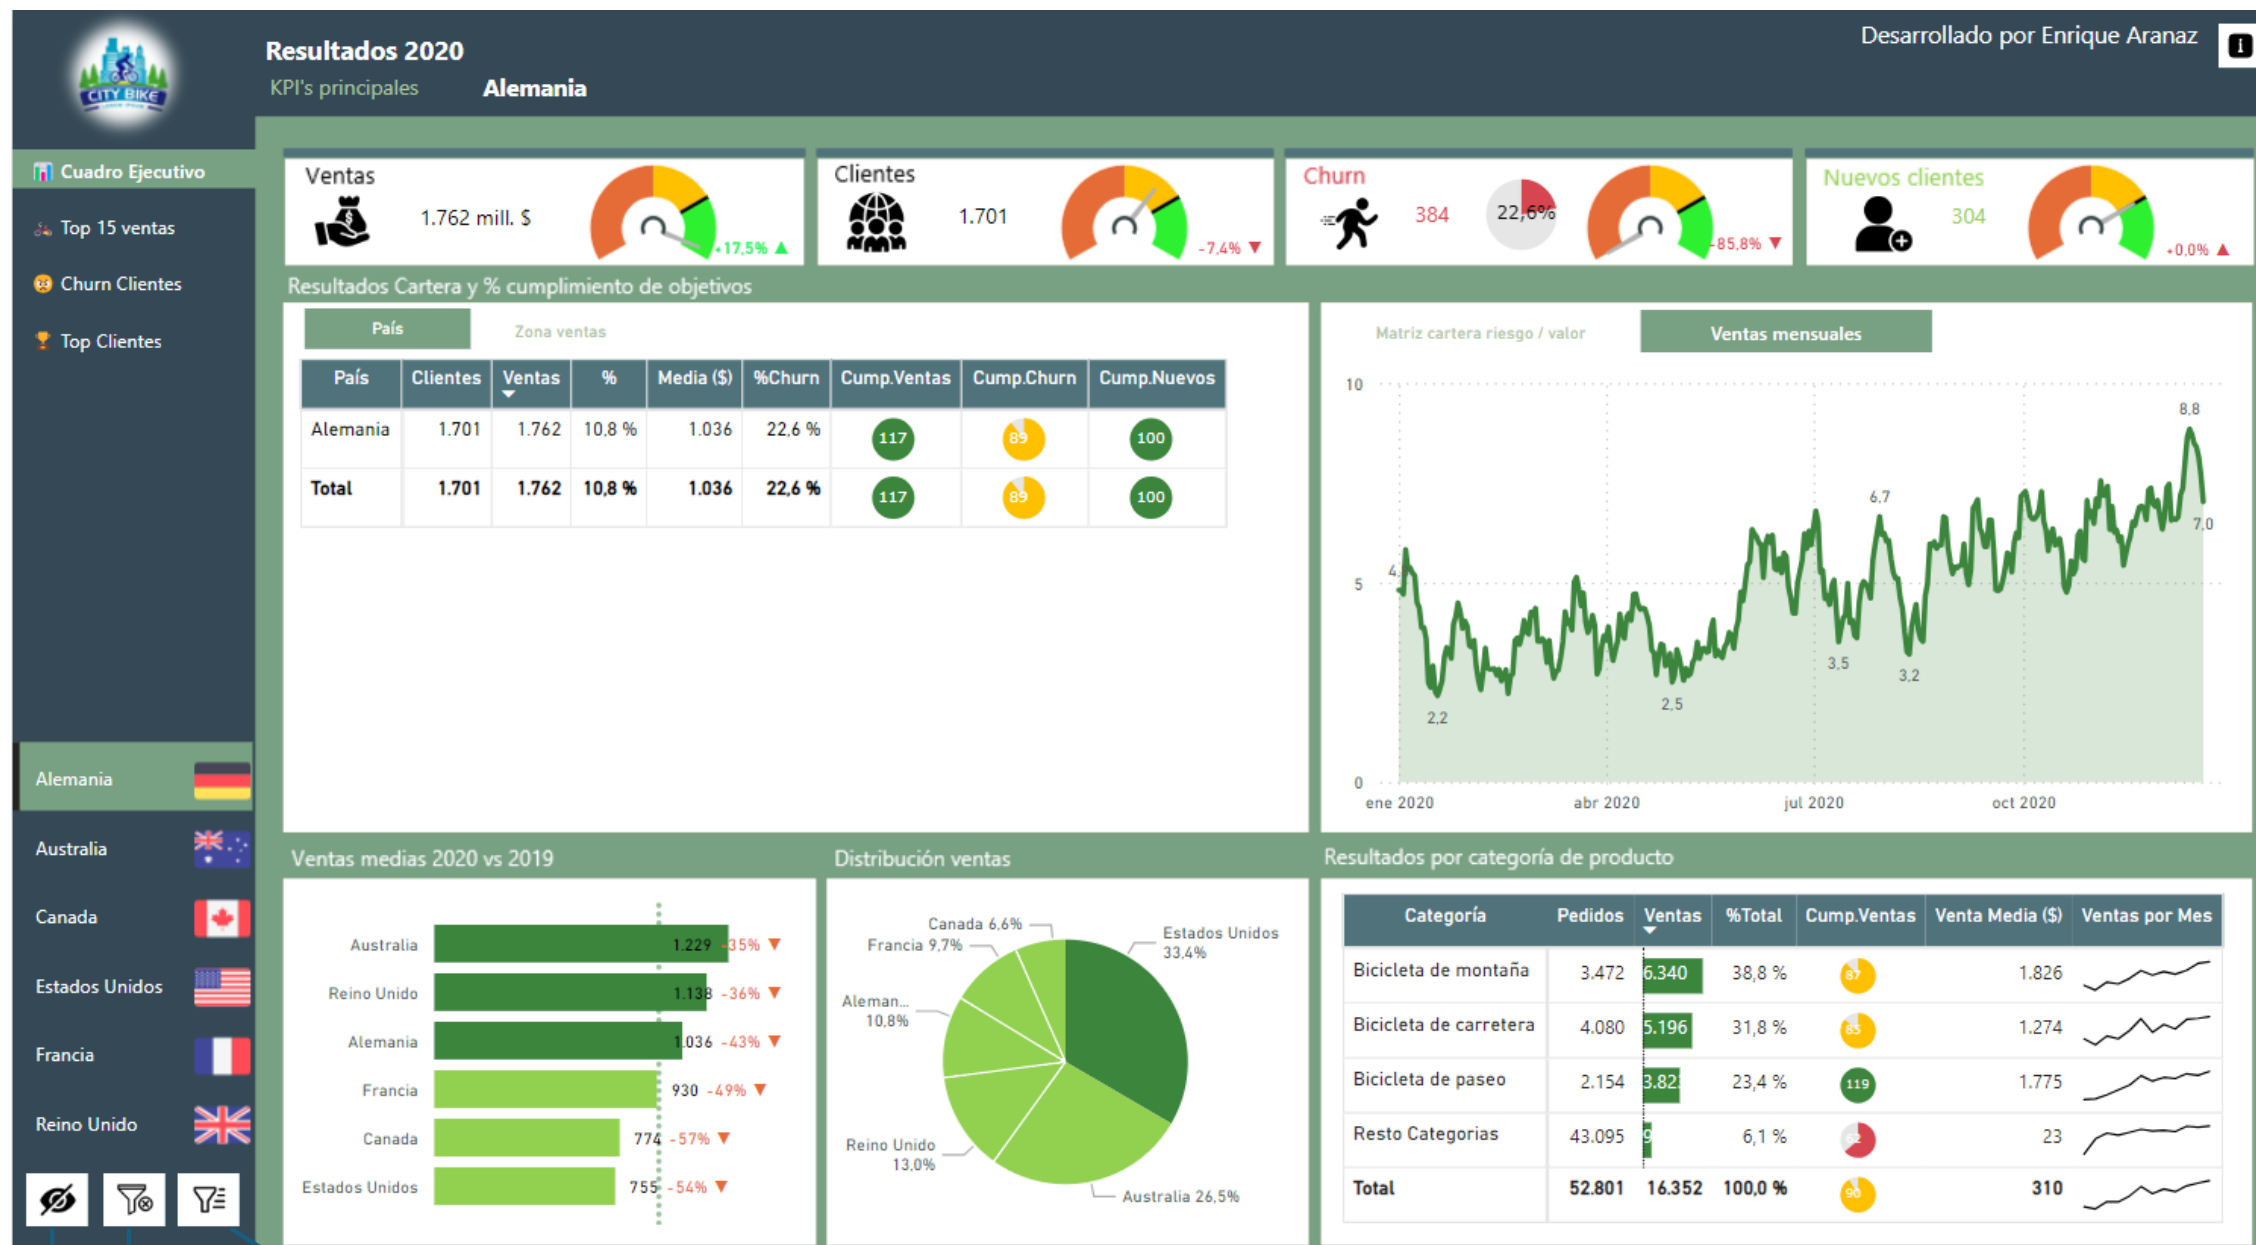 CITY BIKE
Resultados 2020
KPI's principales
Alemania
Desarrollado por Enrique Aranaz
Cuadro Ejecutivo
Top 15 ventas
Churn Clientes
Top Clientes
Alemania
Australia
Canada
Estados Unidos
Francia
Reino Unido
Ventas
1.762 mill. $
+17,5% ▲
Clientes
1.701
-7,4% ▼
Churn
384
22,6%
-85,8% ▼
Nuevos clientes
304
+0,0% ▲
Resultados Cartera y % cumplimiento de objetivos
País
Zona ventas
País Clientes Ventas % Media ($) %Churn Cump.Ventas Cump.Churn Cump.Nuevos
Alemania 1.701 1.762 10,8 % 1.036 22,6 % 117 89 100
Total 1.701 1.762 10,8 % 1.036 22,6 % 117 89 100
Matriz cartera riesgo / valor
Ventas mensuales
10
5
0
8,8
6,7
7,0
3,5
3,2
2,5
2,2
ene 2020
abr 2020
jul 2020
oct 2020
Ventas medias 2020 vs 2019
Australia 1.229 -35% ▼
Reino Unido 1.138 -36% ▼
Alemania 1.036 -43% ▼
Francia 930 -49% ▼
Canada 774 -57% ▼
Estados Unidos 755 -54% ▼
Distribución ventas
Canada 6,6%
Francia 9,7%
Aleman...
10,8%
Reino Unido
13,0%
Estados Unidos
33,4%
Australia 26,5%
Resultados por categoría de producto
Categoría Pedidos Ventas %Total Cump.Ventas Venta Media ($) Ventas por Mes
Bicicleta de montaña 3.472 6.340 38,8 % 87 1.826
Bicicleta de carretera 4.080 5.196 31,8 % 85 1.274
Bicicleta de paseo 2.154 3.82 23,4 % 119 1.775
Resto Categorias 43.095 9 6,1 % 62 23
Total 52.801 16.352 100,0 % 90 310